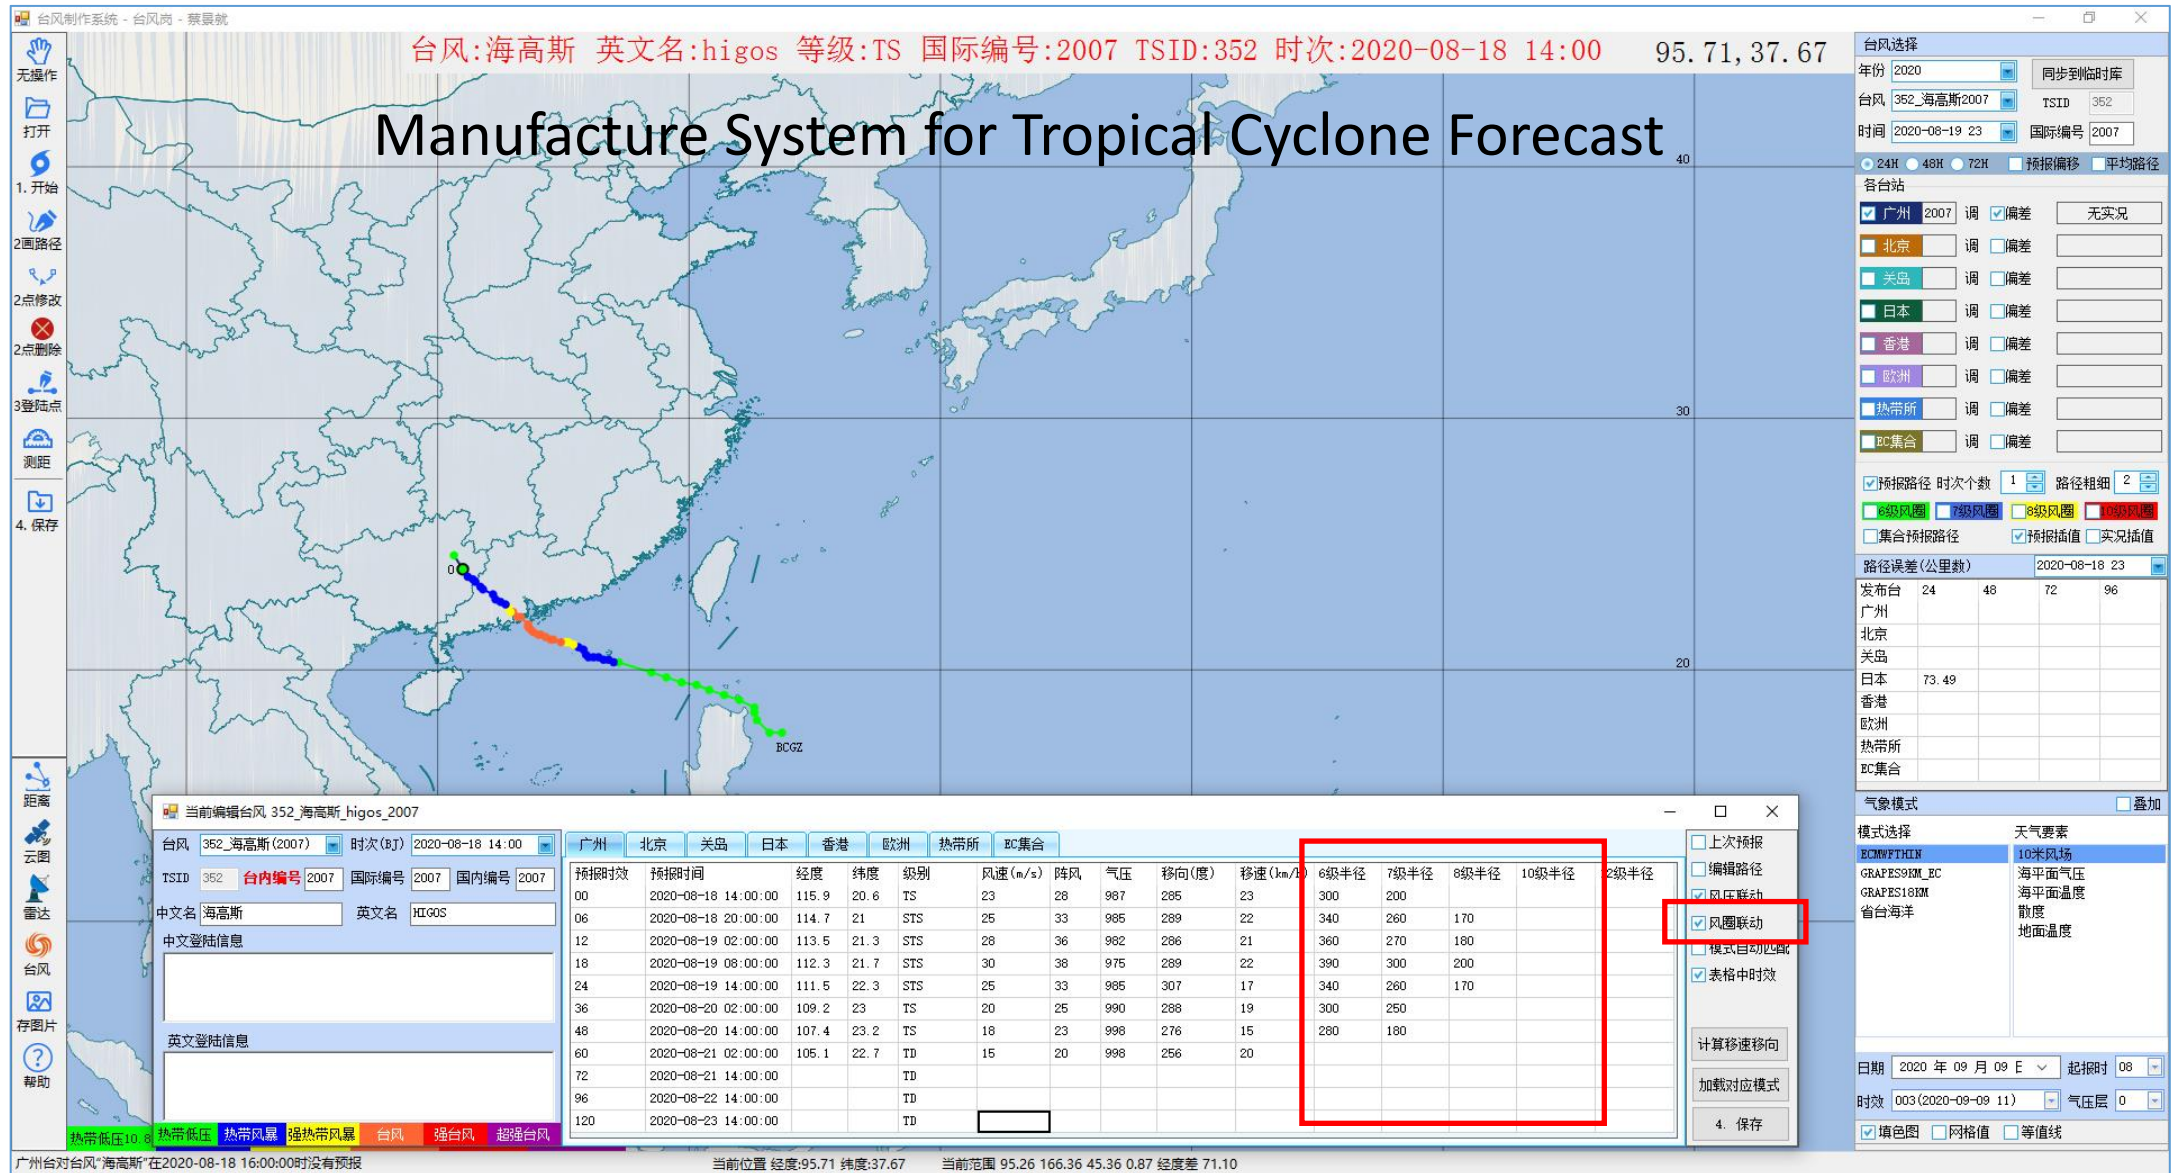 台风制作系统 - 台风岗 - 蔡景就
台风:海高斯 英文名:higos 等级:TS 国际编号:2007 TSID:352 时次:2020-08-18 14:00 95.71,37.67
Manufacture System for Tropical Cyclone Forecast
无操作
打开
1.开始
2画路径
2点修改
2点删除
3登陆点
测距
4.保存
距离
云图
雷达
台风
存图片
帮助
40
30
20
0
BCGZ
台风选择
年份 2020 同步到临时库
台风 352_海高斯2007 TSID 352
时间 2020-08-19 23 国际编号 2007
24H 48H 72H 预报偏移 平均路径
各台站
广州 2007 调 偏差 无实况
北京 调 偏差
关岛 调 偏差
日本 调 偏差
香港 调 偏差
欧洲 调 偏差
热带所 调 偏差
EC集合 调 偏差
预报路径 时次个数 1 路径粗细 2
6级风圈 7级风圈 8级风圈 10级风圈
集合预报路径 预报插值 实况插值
路径误差(公里数) 2020-08-18 23
发布台 24 48 72 96
广州
北京
关岛
日本 73.49
香港
欧洲
热带所
EC集合
气象模式 叠加
模式选择 天气要素
ECMWFTHIN 10米风场
GRAPES9KM_EC 海平面气压
GRAPES18KM 海平面温度
省台海洋 散度
地面温度
日期 2020 年 09 月 09 起报时 08
时效 003(2020-09-09 11) 气压层 0
填色图 网格值 等值线
当前编辑台风 352_海高斯_higos_2007
台风 352_海高斯(2007) 时次(BJ) 2020-08-18 14:00
TSID 352 台内编号 2007 国际编号 2007 国内编号 2007
中文名 海高斯 英文名 HIGOS
中文登陆信息
英文登陆信息
广州 北京 关岛 日本 香港 欧洲 热带所 EC集合
预报时效 预报时间 经度 纬度 级别 风速(m/s) 阵风 气压 移向(度) 移速(km/h) 6级半径 7级半径 8级半径 10级半径 12级半径
00 2020-08-18 14:00:00 115.9 20.6 TS 23 28 987 285 23 300 200
06 2020-08-18 20:00:00 114.7 21 STS 25 33 985 289 22 340 260 170
12 2020-08-19 02:00:00 113.5 21.3 STS 28 36 982 286 21 360 270 180
18 2020-08-19 08:00:00 112.3 21.7 STS 30 38 975 289 22 390 300 200
24 2020-08-19 14:00:00 111.5 22.3 STS 25 33 985 307 17 340 260 170
36 2020-08-20 02:00:00 109.2 23 TS 20 25 990 288 19 300 250
48 2020-08-20 14:00:00 107.4 23.2 TS 18 23 998 276 15 280 180
60 2020-08-21 02:00:00 105.1 22.7 TD 15 20 998 256 20
72 2020-08-21 14:00:00 TD
96 2020-08-22 14:00:00 TD
120 2020-08-23 14:00:00 TD
上次预报
编辑路径
风压联动
风圈联动
模式自动匹配
表格中时效
计算移速移向
加载对应模式
4. 保存
热带低压10.8 热带低压 热带风暴 强热带风暴 台风 强台风 超强台风
广州台对台风“海高斯”在2020-08-18 16:00:00时没有预报 当前位置 经度:95.71 纬度:37.67 当前范围 95.26 166.36 45.36 0.87 经度差 71.10